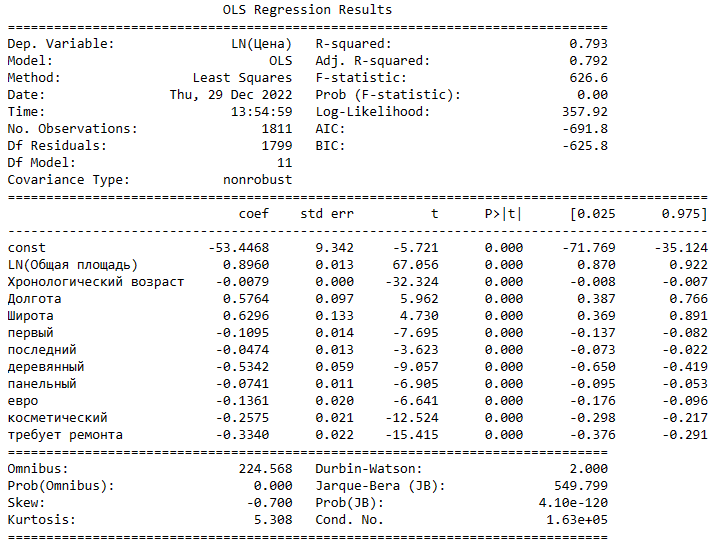 OLS Regression Results
==============================================================================
Dep. Variable: LN(Цена) R-squared: 0.793
Model: OLS Adj. R-squared: 0.792
Method: Least Squares F-statistic: 626.6
Date: Thu, 29 Dec 2022 Prob (F-statistic): 0.00
Time: 13:54:59 Log-Likelihood: 357.92
No. Observations: 1811 AIC: -691.8
Df Residuals: 1799 BIC: -625.8
Df Model: 11
Covariance Type: nonrobust
==========================================================================================
coef std err t P>|t| [0.025 0.975]
------------------------------------------------------------------------------------------
const -53.4468 9.342 -5.721 0.000 -71.769 -35.124
LN(Общая площадь) 0.8960 0.013 67.056 0.000 0.870 0.922
Хронологический возраст -0.0079 0.000 -32.324 0.000 -0.008 -0.007
Долгота 0.5764 0.097 5.962 0.000 0.387 0.766
Широта 0.6296 0.133 4.730 0.000 0.369 0.891
первый -0.1095 0.014 -7.695 0.000 -0.137 -0.082
последний -0.0474 0.013 -3.623 0.000 -0.073 -0.022
деревянный -0.5342 0.059 -9.057 0.000 -0.650 -0.419
панельный -0.0741 0.011 -6.905 0.000 -0.095 -0.053
евро -0.1361 0.020 -6.641 0.000 -0.176 -0.096
косметический -0.2575 0.021 -12.524 0.000 -0.298 -0.217
требует ремонта -0.3340 0.022 -15.415 0.000 -0.376 -0.291
==============================================================================
Omnibus: 224.568 Durbin-Watson: 2.000
Prob(Omnibus): 0.000 Jarque-Bera (JB): 549.799
Skew: -0.700 Prob(JB): 4.10e-120
Kurtosis: 5.308 Cond. No. 1.63e+05
==============================================================================